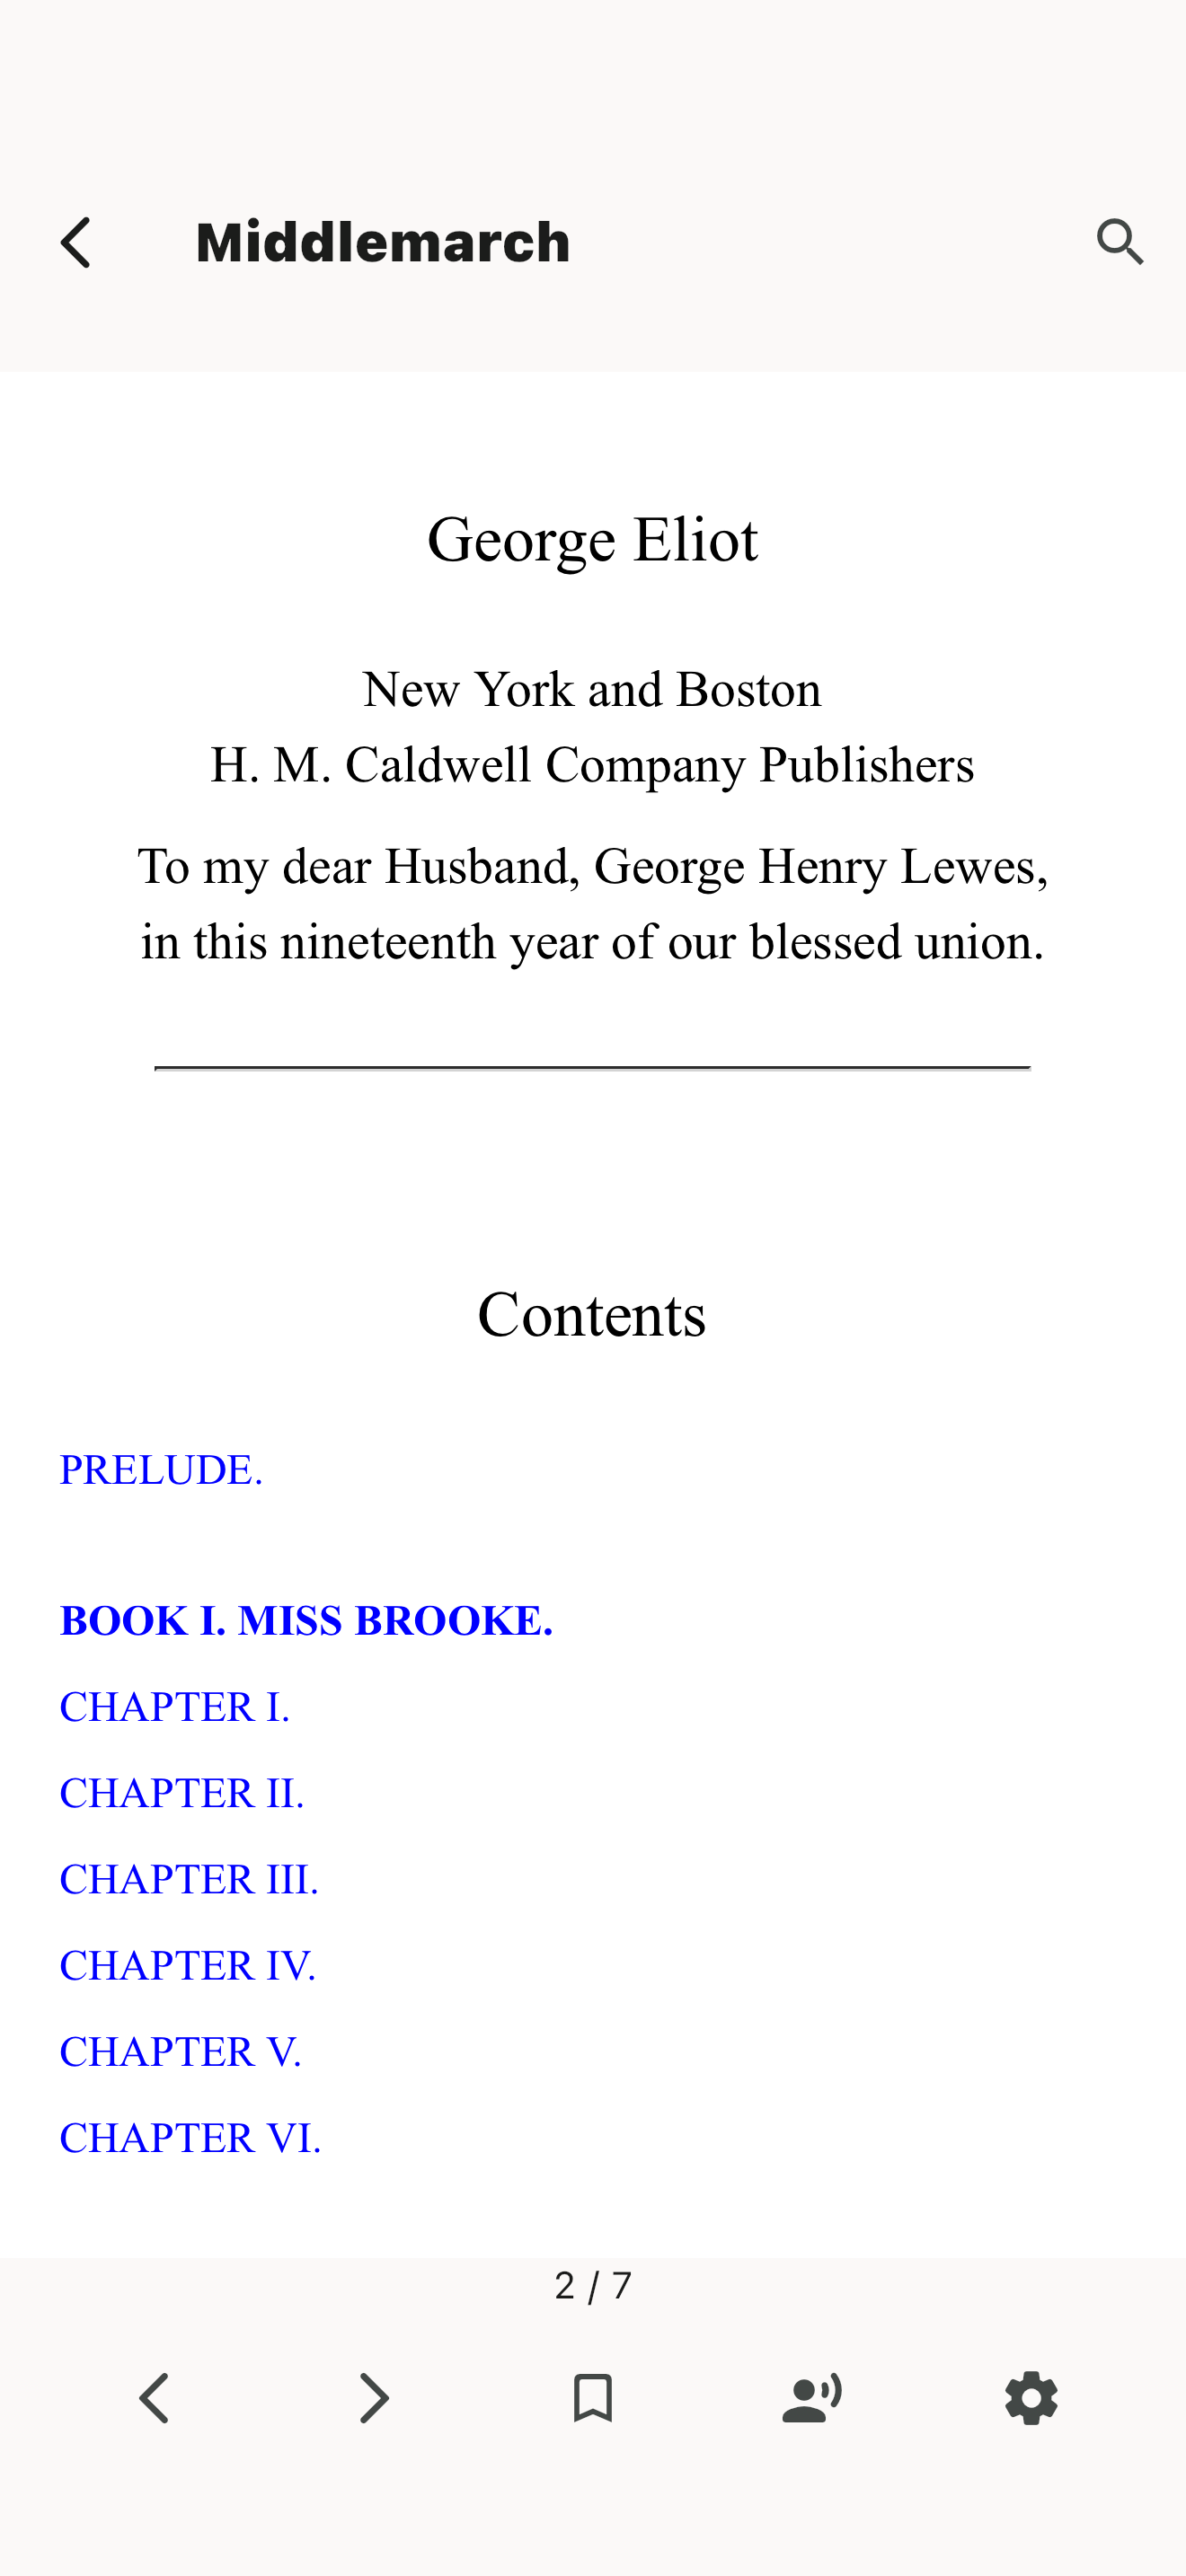 Middlemarch
George Eliot
New York and Boston
H. M. Caldwell Company Publishers
To my dear Husband, George Henry Lewes,
in this nineteenth year of our blessed union.
Contents
PRELUDE.
BOOK I. MISS BROOKE.
CHAPTER I.
CHAPTER II.
CHAPTER III.
CHAPTER IV.
CHAPTER V.
CHAPTER VI.
2 / 7